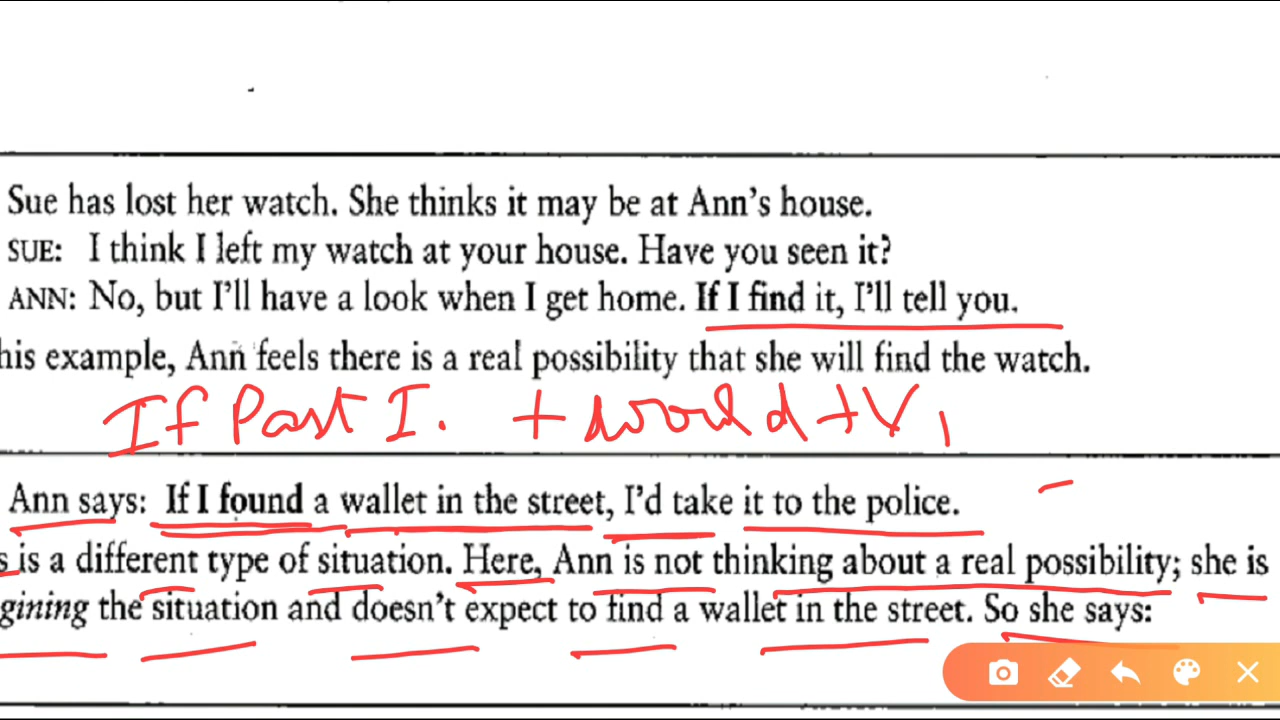 Sue has lost her watch. She thinks it may be at Ann's house.
SUE: I think I left my watch at your house. Have you seen it?
ANN: No, but I'll have a look when I get home. If I find it, I'll tell you.
his example, Ann feels there is a real possibility that she will find the watch.
If Past I. + would + V1
Ann says: If I found a wallet in the street, I'd take it to the police.
s is a different type of situation. Here, Ann is not thinking about a real possibility; she is
gining the situation and doesn't expect to find a wallet in the street. So she says: